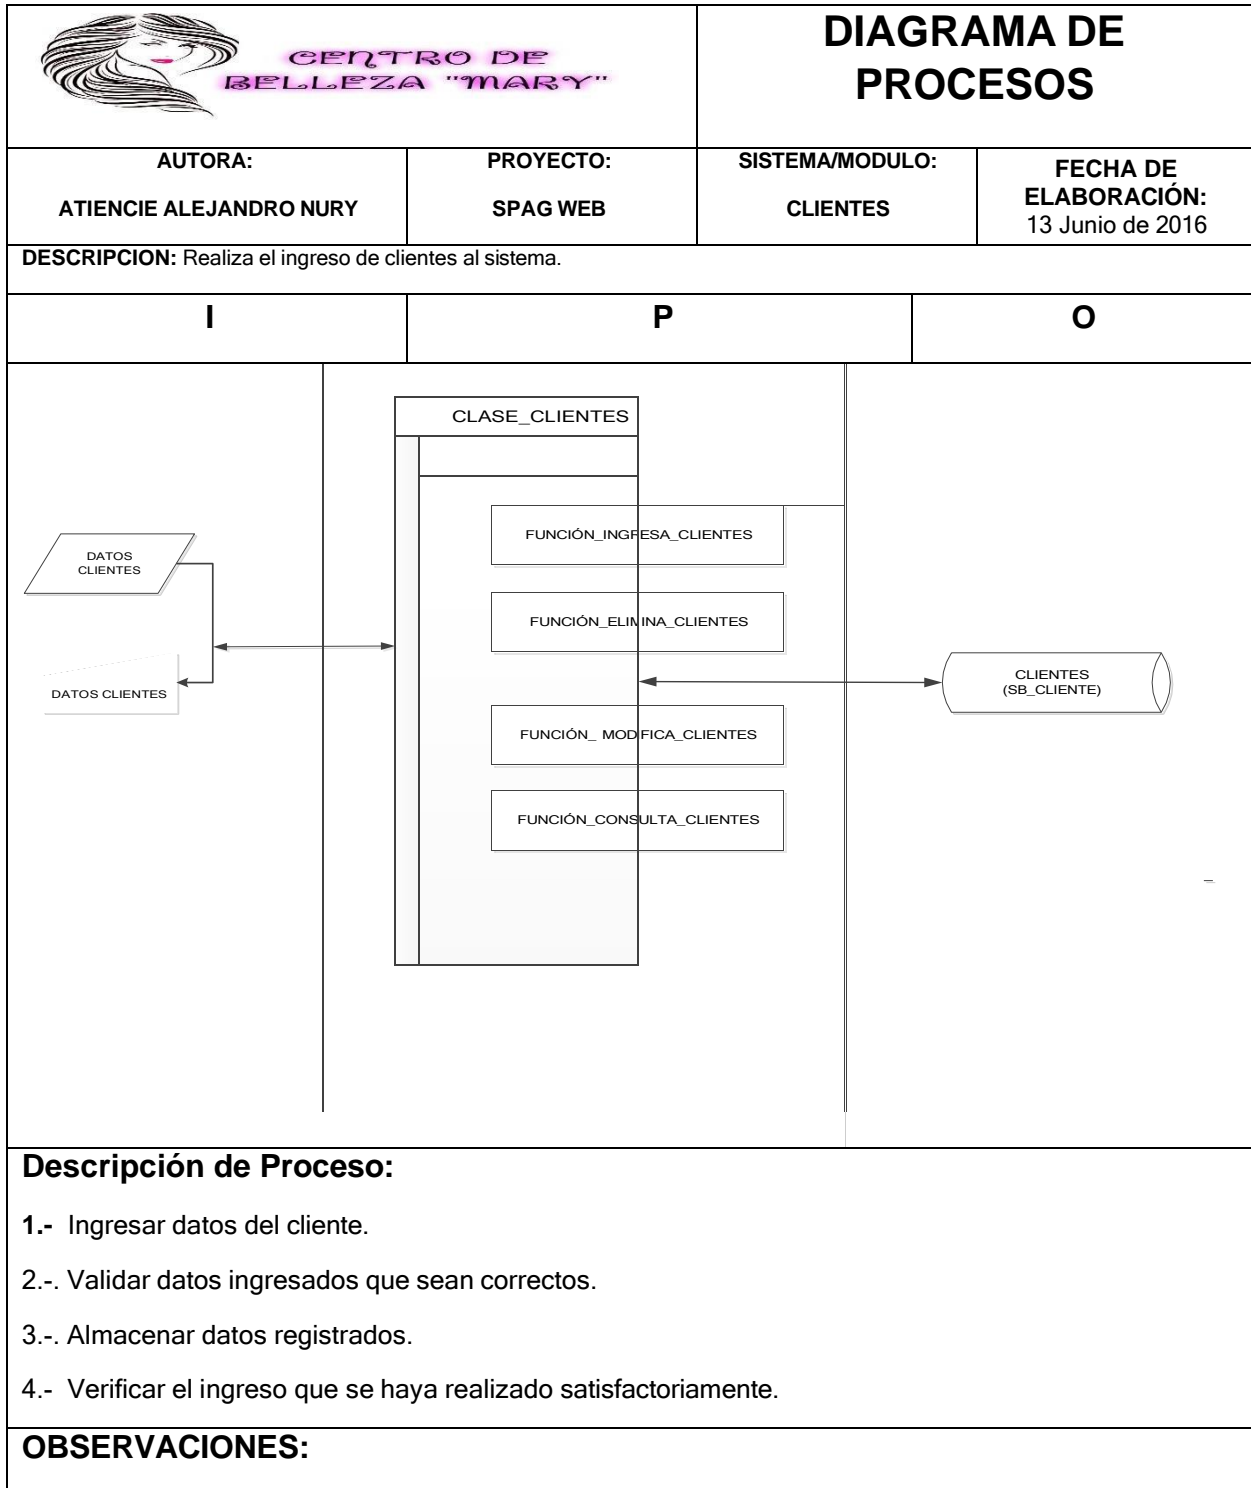 CENTRO DE
BELLEZA "MARY"
DIAGRAMA DE
PROCESOS
AUTORA:
ATIENCIE ALEJANDRO NURY
PROYECTO:
SPAG WEB
SISTEMA/MODULO:
CLIENTES
FECHA DE
ELABORACIÓN:
13 Junio de 2016
DESCRIPCION: Realiza el ingreso de clientes al sistema.
I
P
O
CLASE_CLIENTES
FUNCIÓN_INGRESA_CLIENTES
DATOS
CLIENTES
FUNCIÓN_ELIMINA_CLIENTES
DATOS CLIENTES
CLIENTES
(SB_CLIENTE)
FUNCIÓN_ MODIFICA_CLIENTES
FUNCIÓN_CONSULTA_CLIENTES
Descripción de Proceso:
1.- Ingresar datos del cliente.
2.-. Validar datos ingresados que sean correctos.
3.-. Almacenar datos registrados.
4.- Verificar el ingreso que se haya realizado satisfactoriamente.
OBSERVACIONES: